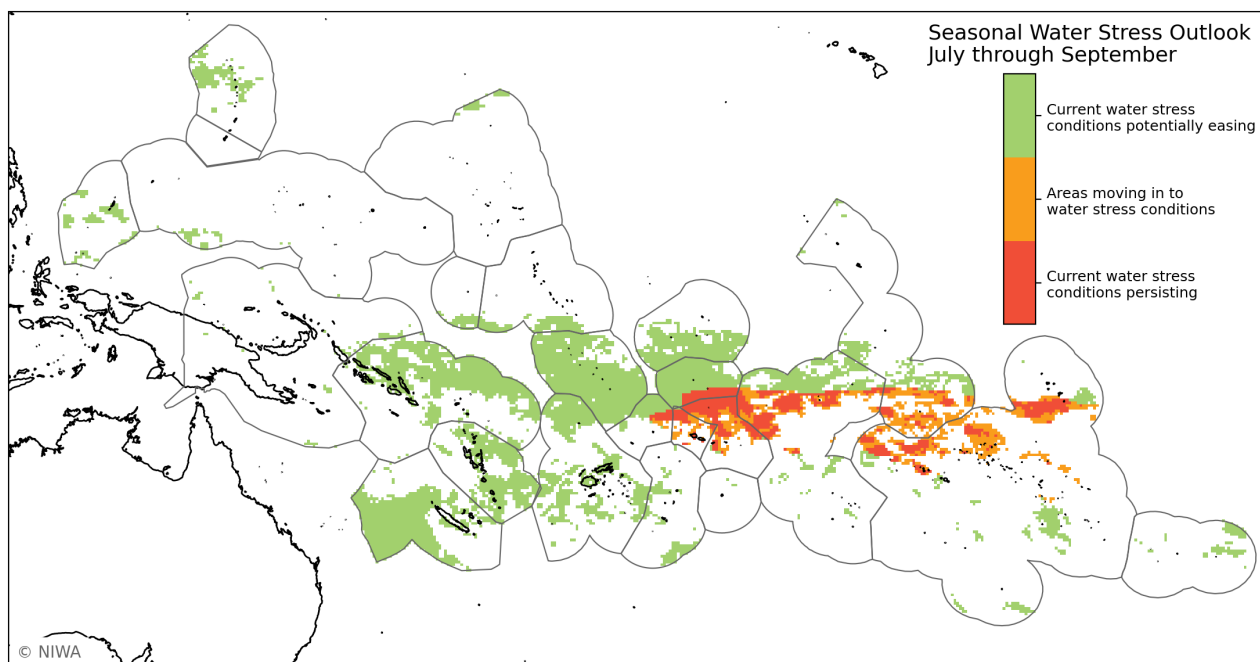 Seasonal Water Stress Outlook
July through September
Current water stress
conditions potentially easing
Areas moving in to
water stress conditions
Current water stress
conditions persisting
© NIWA